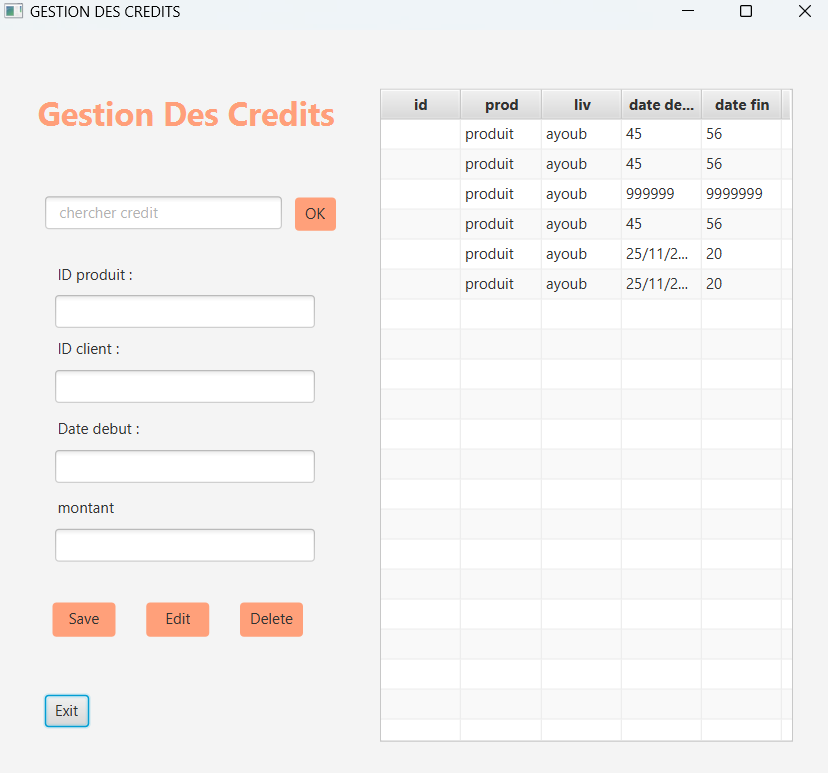 GESTION DES CREDITS
Gestion Des Credits
chercher credit
OK
ID produit :
ID client :
Date debut :
montant
Save
Edit
Delete
Exit
id prod liv date de... date fin
produit ayoub 45 56
produit ayoub 45 56
produit ayoub 999999 9999999
produit ayoub 45 56
produit ayoub 25/11/2... 20
produit ayoub 25/11/2... 20